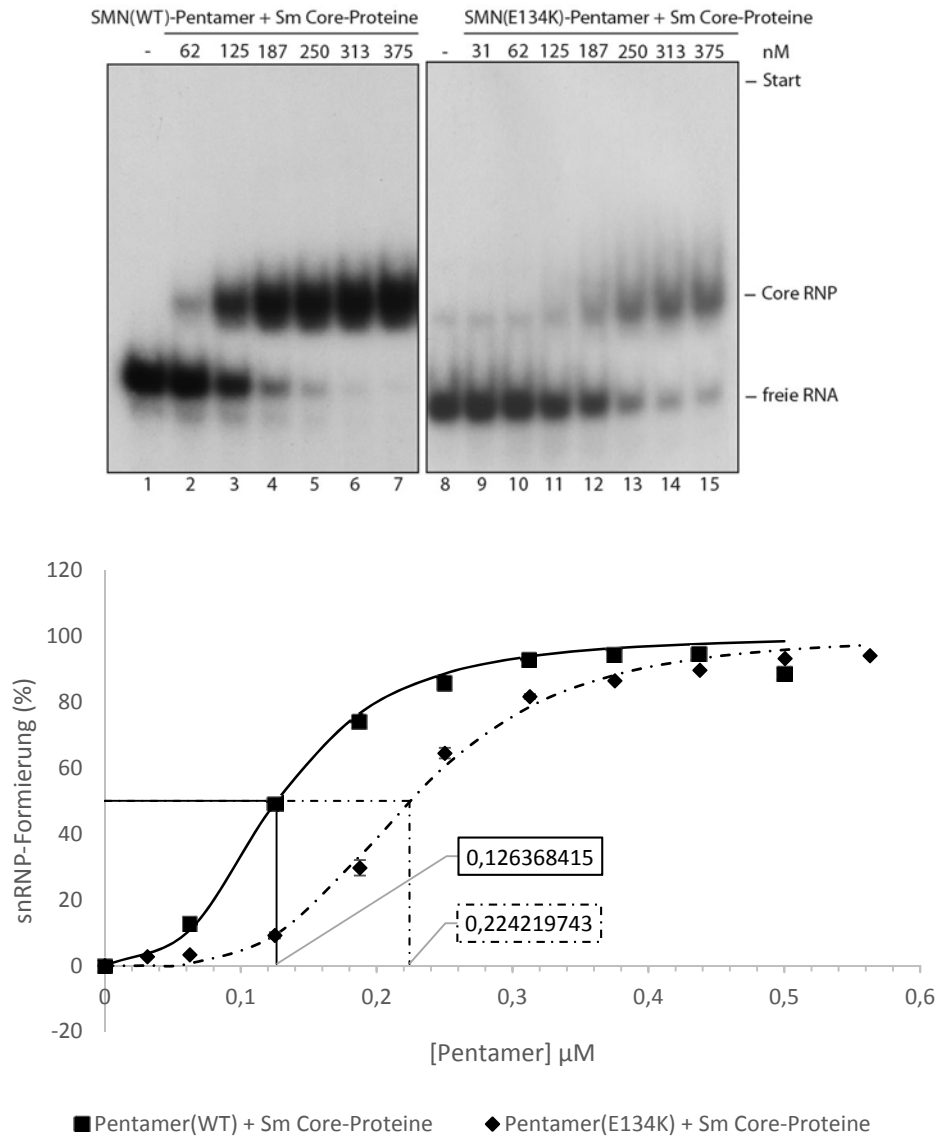 SMN(WT)-Pentamer + Sm Core-Proteine
SMN(E134K)-Pentamer + Sm Core-Proteine
- 62 125 187 250 313 375
- 31 62 125 187 250 313 375 nM
– Start
– Core RNP
– freie RNA
1 2 3 4 5 6 7
8 9 10 11 12 13 14 15
120
100
80
60
40
20
0
-20
snRNP-Formierung (%)
0,126368415
0,224219743
0 0,1 0,2 0,3 0,4 0,5 0,6
[Pentamer] µM
Pentamer(WT) + Sm Core-Proteine
Pentamer(E134K) + Sm Core-Proteine